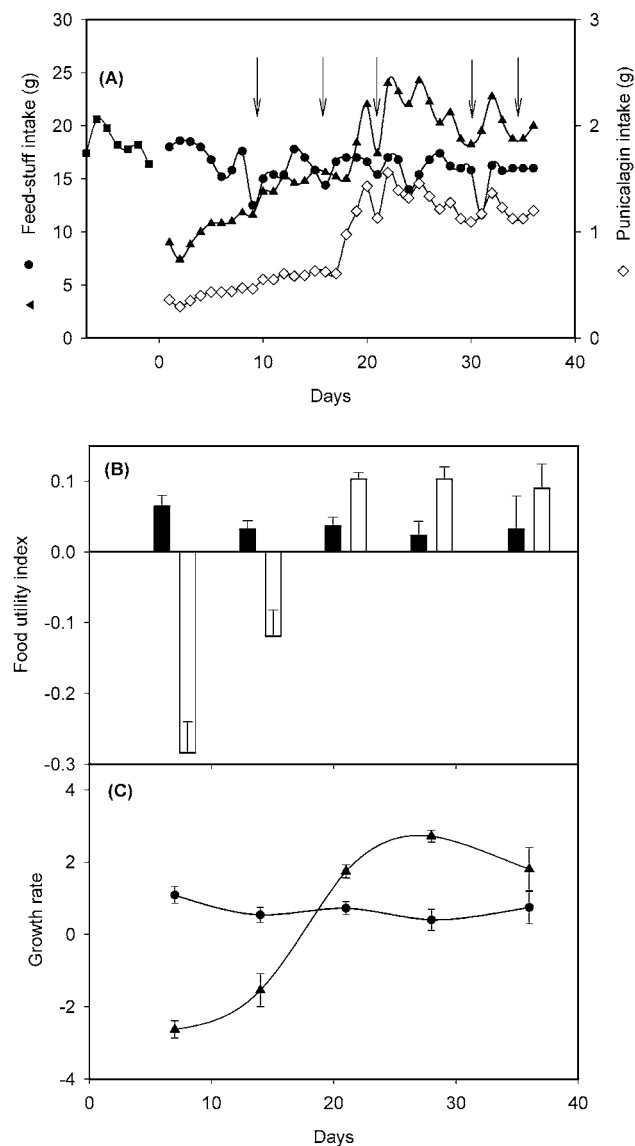 30
25
20
15
10
5
0
Feed-stuff intake (g)
(A)
3
2
1
0
Punicalagin intake (g)
0 10 20 30 40
Days
0.1
0.0
-0.1
-0.2
-0.3
Food utility index
(B)
4
2
0
-2
-4
Growth rate
(C)
0 10 20 30 40
Days